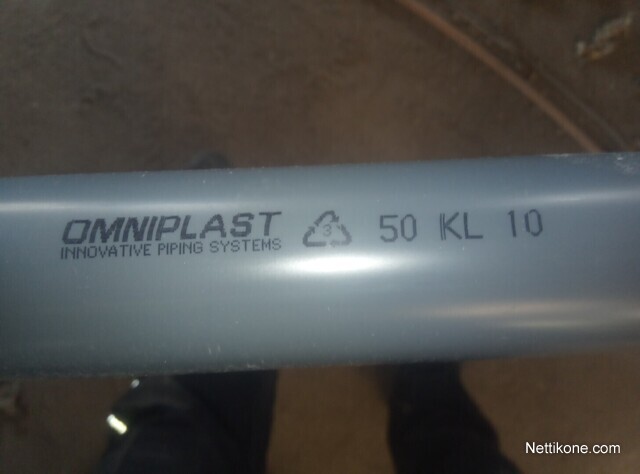 OMNIPLAST
INNOVATIVE PIPING SYSTEMS
3
50 KL 10
Nettikone.com